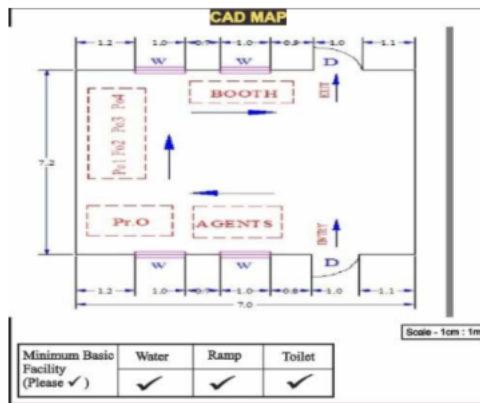 CAD MAP
1.2 1.0 0.7 1.0 0.8 1.0 1.1
W W D
BOOTH
EXIT
Po1 Po2 Po3 Po4
7.2
Pr.O AGENTS
ENTRY
W W D
1.2 1.0 0.7 1.0 0.8 1.0 1.1
7.0
Scale - 1cm : 1m
Minimum Basic Facility (Please ✓) Water Ramp Toilet
✓ ✓ ✓